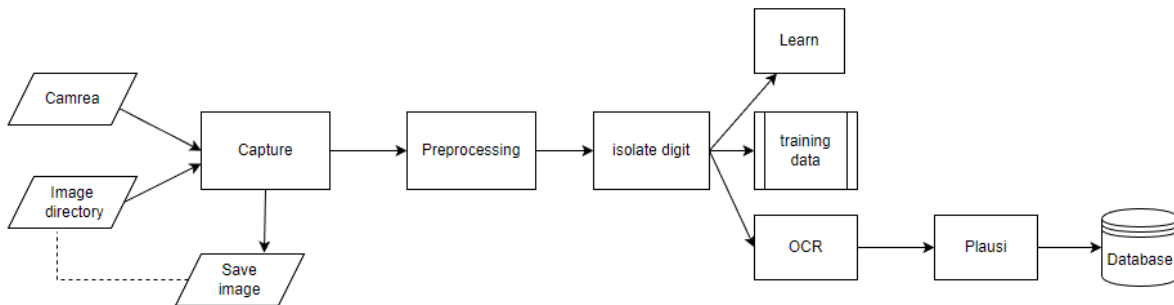 Learn
Camrea
Capture
Preprocessing
isolate digit
training
data
Image
directory
OCR
Plausi
Database
Save
image